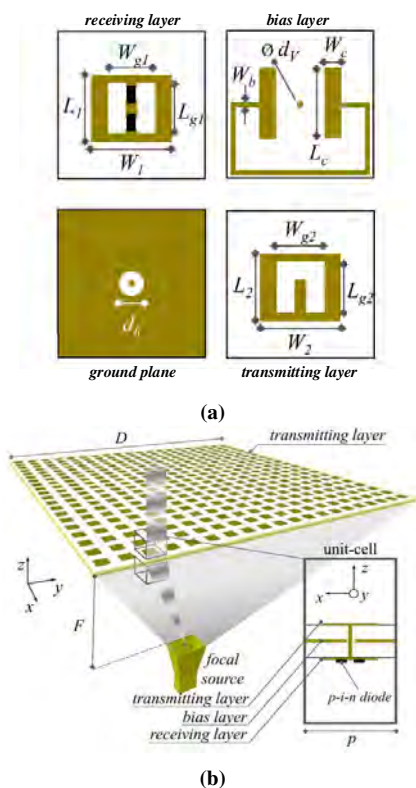 receiving layer
bias layer
W_g1
L_1
L_g1
W_1
Ø d_V
W_c
W_b
L_c
d_h
ground plane
W_g2
L_2
L_g2
W_2
transmitting layer
(a)
D
transmitting layer
z
y
x
F
focal
source
unit-cell
z
x
y
transmitting layer
bias layer
receiving layer
p-i-n diode
p
(b)